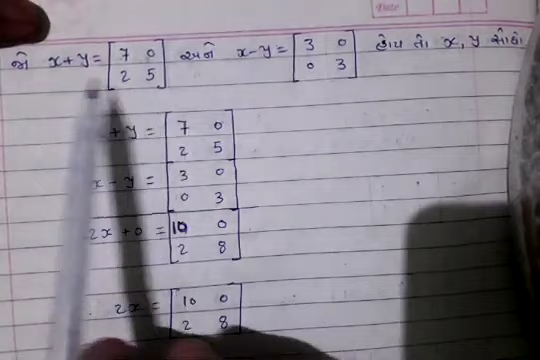 જો x+y = [7 0 અને x-y = [3 0 હોય તો x, y શોધો.
2 5] 0 3]
+ y = [7 0
2 5]
x - y = [3 0
0 3]
2x + 0 = [10 0
2 8]
2x = [10 0
2 8]